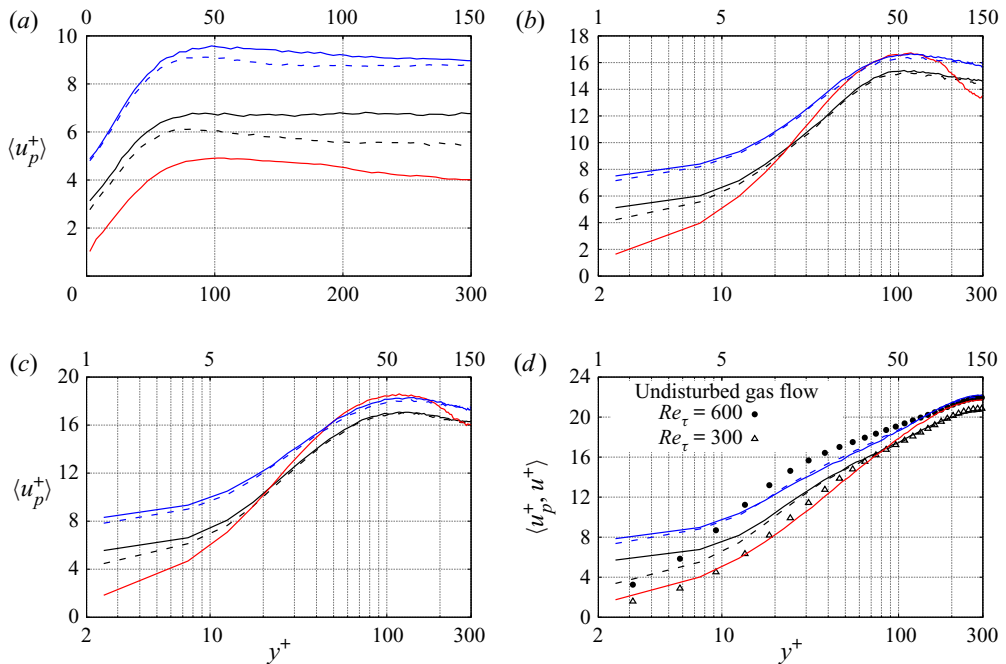 (a)
0 50 100 150
10
8
6
4
2
0
⟨u_p^+⟩
100 200 300
(b)
1 5 50 150
18
16
14
12
10
8
6
4
2
0
2 10 100 300
(c)
1 5 50 150
20
16
12
8
4
0
⟨u_p^+⟩
2 10 100 300
y^+
(d)
1 5 50 150
24
20
16
12
8
4
0
⟨u_p^+, u^+⟩
Undisturbed gas flow
Re_τ = 600 ●
Re_τ = 300 △
2 10 100 300
y^+